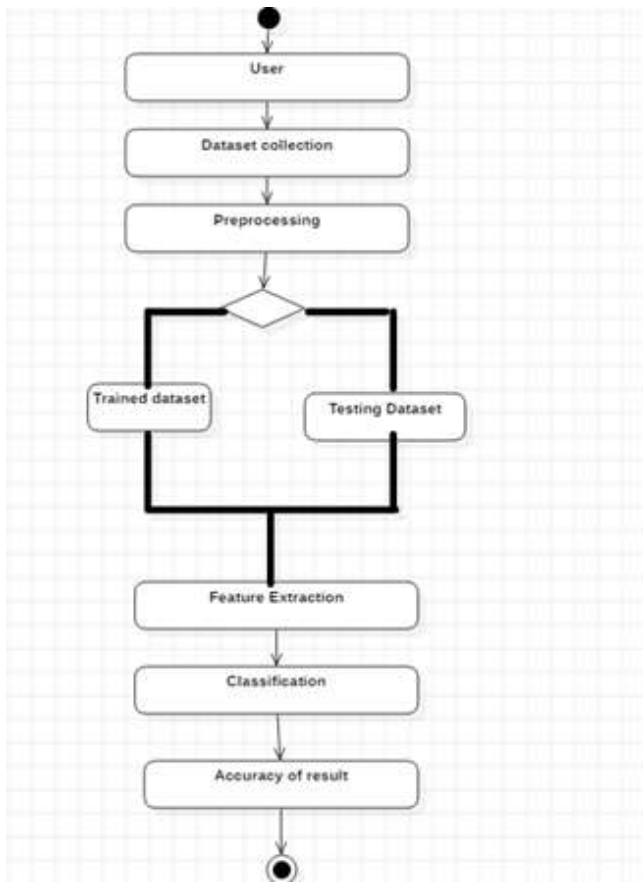 User
Dataset collection
Preprocessing
Trained dataset
Testing Dataset
Feature Extraction
Classification
Accuracy of result